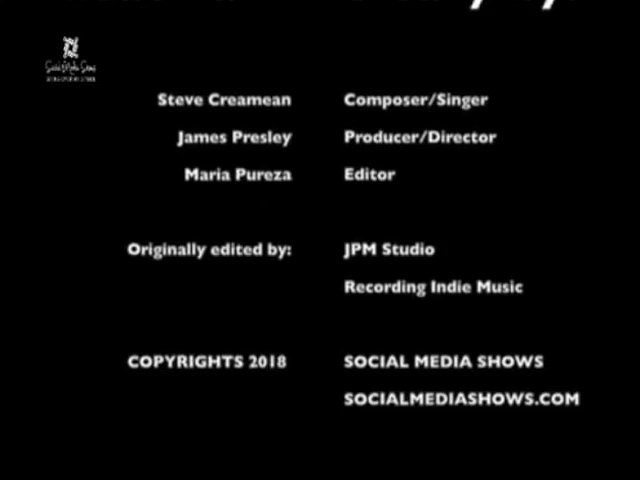 Steve Creamean Composer/Singer
James Presley Producer/Director
Maria Pureza Editor
Originally edited by: JPM Studio
Recording Indie Music
COPYRIGHTS 2018 SOCIAL MEDIA SHOWS
SOCIALMEDIASHOWS.COM